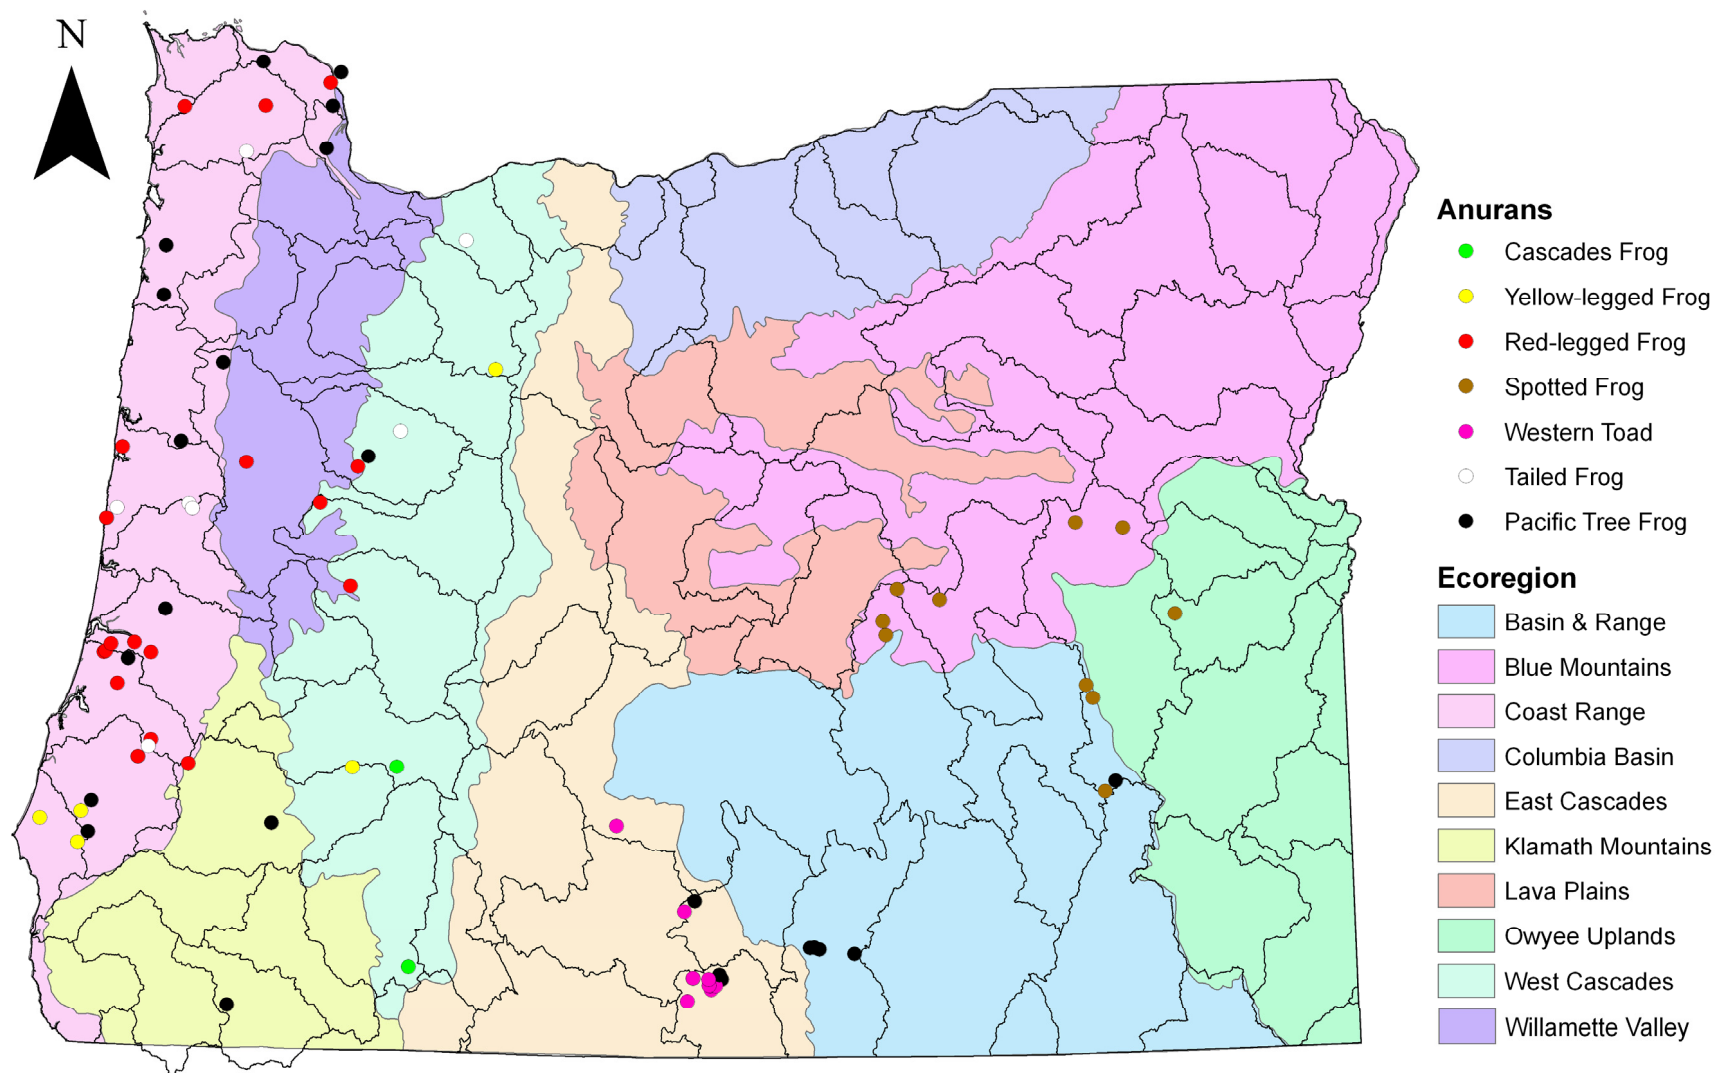 N
Anurans
Cascades Frog
Yellow-legged Frog
Red-legged Frog
Spotted Frog
Western Toad
Tailed Frog
Pacific Tree Frog
Ecoregion
Basin & Range
Blue Mountains
Coast Range
Columbia Basin
East Cascades
Klamath Mountains
Lava Plains
Owyee Uplands
West Cascades
Willamette Valley